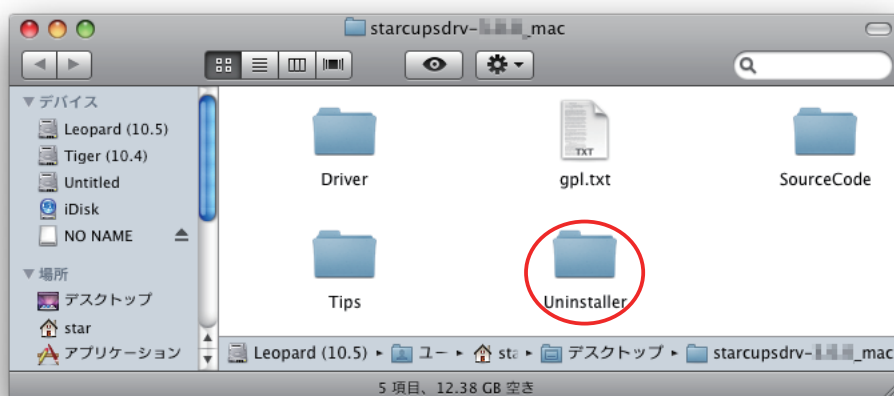 starcupsdrv- _mac
デバイス
Leopard (10.5)
Tiger (10.4)
Untitled
iDisk
NO NAME
場所
デスクトップ
star
アプリケーション
Driver
TXT
gpl.txt
SourceCode
Tips
Uninstaller
Leopard (10.5) ユー sta デスクトップ starcupsdrv- _mac
5 項目、12.38 GB 空き